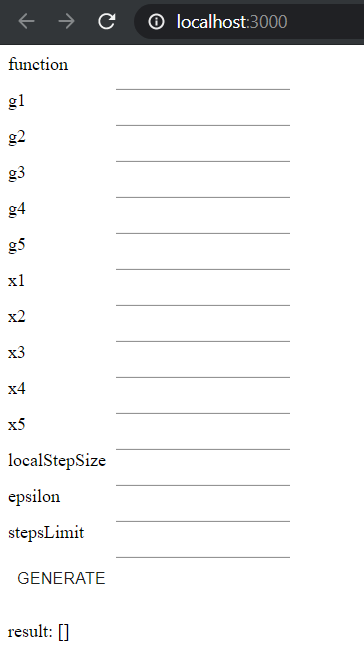 localhost:3000
function
g1
g2
g3
g4
g5
x1
x2
x3
x4
x5
localStepSize
epsilon
stepsLimit
GENERATE
result: []